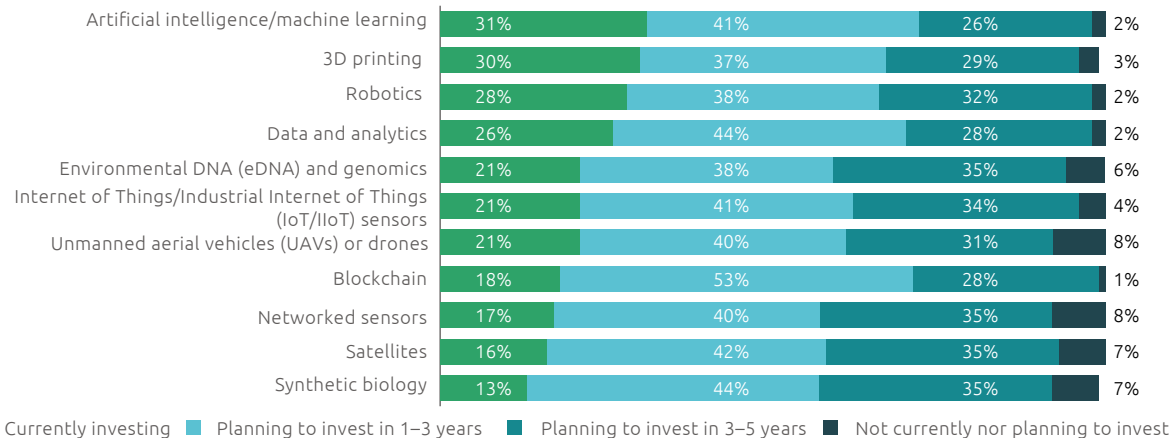 Artificial intelligence/machine learning 31% 41% 26% 2%
3D printing 30% 37% 29% 3%
Robotics 28% 38% 32% 2%
Data and analytics 26% 44% 28% 2%
Environmental DNA (eDNA) and genomics 21% 38% 35% 6%
Internet of Things/Industrial Internet of Things
(IoT/IIoT) sensors 21% 41% 34% 4%
Unmanned aerial vehicles (UAVs) or drones 21% 40% 31% 8%
Blockchain 18% 53% 28% 1%
Networked sensors 17% 40% 35% 8%
Satellites 16% 42% 35% 7%
Synthetic biology 13% 44% 35% 7%
Currently investing Planning to invest in 1–3 years Planning to invest in 3–5 years Not currently nor planning to invest